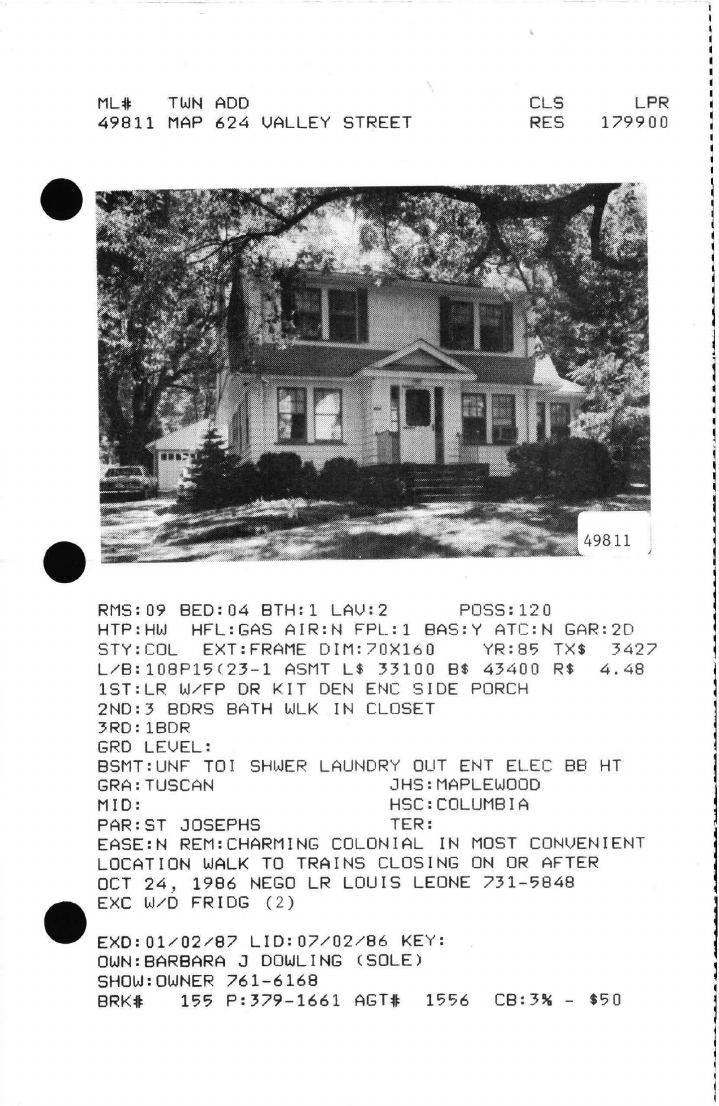 ML# TWN ADD CLS LPR
49811 MAP 624 VALLEY STREET RES 179900
49811
RMS:09 BED:04 BTH:1 LAV:2 POSS:120
HTP:HW HFL:GAS AIR:N FPL:1 BAS:Y ATC:N GAR:2D
STY:COL EXT:FRAME DIM:70X160 YR:85 TX$ 3427
L/B:108P15(23-1 ASMT L$ 33100 B$ 43400 R$ 4.48
1ST:LR W/FP DR KIT DEN ENC SIDE PORCH
2ND:3 BDRS BATH WLK IN CLOSET
3RD:1BDR
GRD LEVEL:
BSMT:UNF TOI SHWER LAUNDRY OUT ENT ELEC BB HT
GRA:TUSCAN JHS:MAPLEWOOD
MID: HSC:COLUMBIA
PAR:ST JOSEPHS TER:
EASE:N REM:CHARMING COLONIAL IN MOST CONVENIENT
LOCATION WALK TO TRAINS CLOSING ON OR AFTER
OCT 24, 1986 NEGO LR LOUIS LEONE 731-5848
EXC W/D FRIDG (2)
EXD:01/02/87 LID:07/02/86 KEY:
OWN:BARBARA J DOWLING (SOLE)
SHOW:OWNER 761-6168
BRK# 155 P:379-1661 AGT# 1556 CB:3% - $50